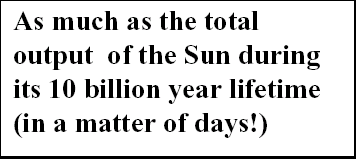 As much as the total
output of the Sun during
its 10 billion year lifetime
(in a matter of days!)